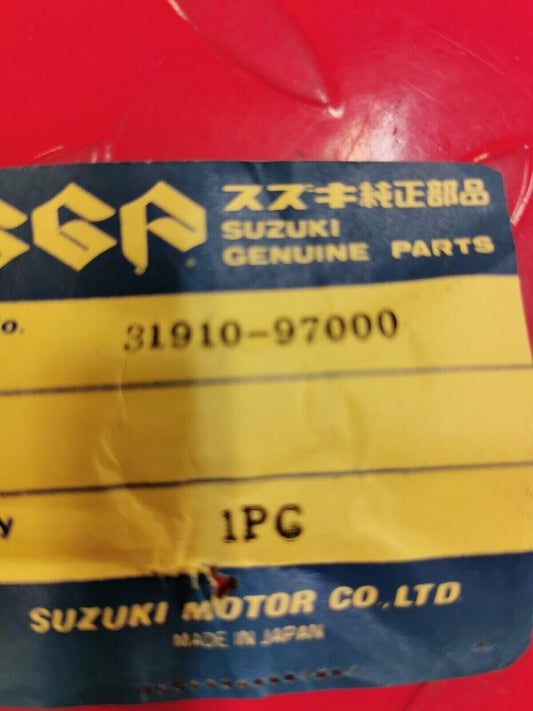 SGP スズキ純正部品
SUZUKI
GENUINE PARTS
o. 31910-97000
Y 1PC
SUZUKI MOTOR CO.,LTD
MADE IN JAPAN